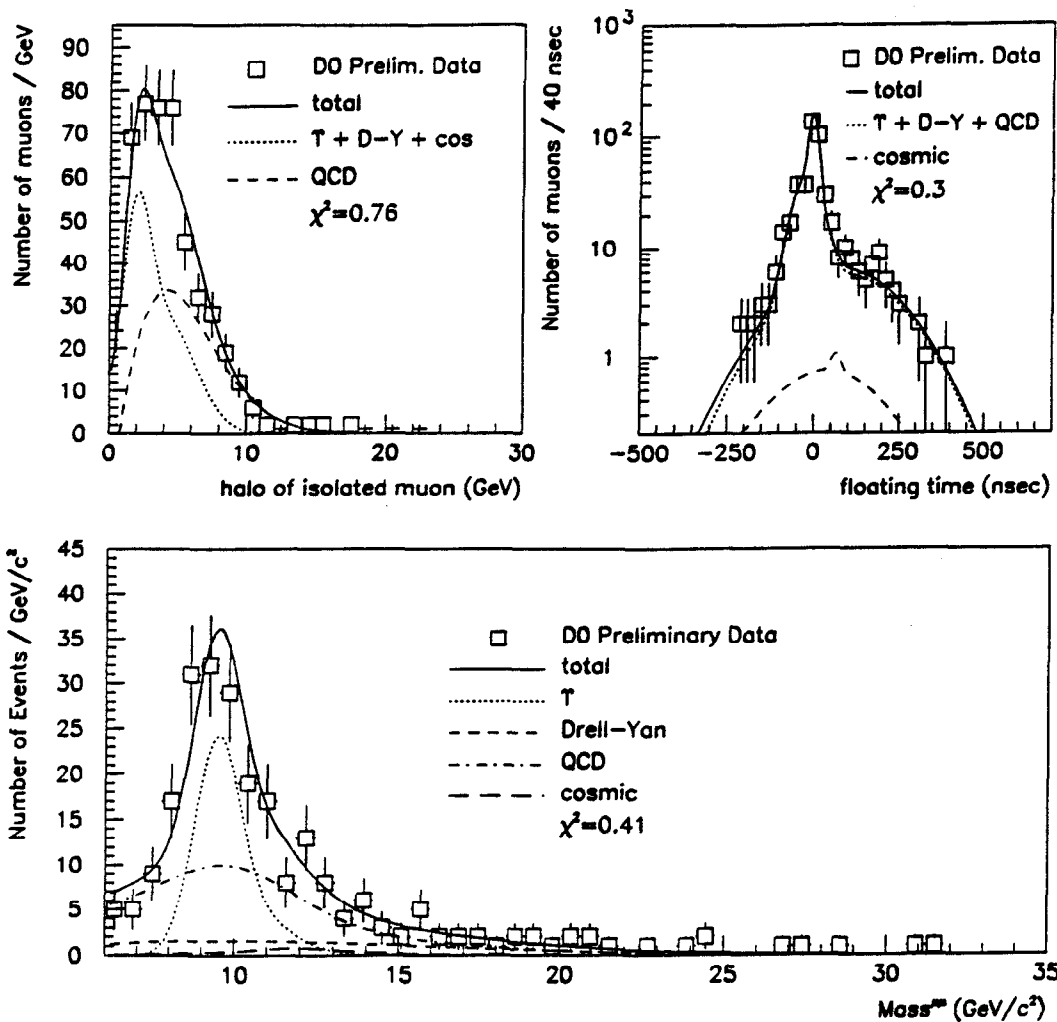 Number of muons / GeV
90
80
70
60
50
40
30
20
10
0
□ D0 Prelim. Data
total
ϒ + D-Y + cos
QCD
χ²=0.76
0 10 20 30
halo of isolated muon (GeV)
Number of muons / 40 nsec
10³
10²
10
1
□ D0 Prelim. Data
total
ϒ + D-Y + QCD
cosmic
χ²=0.3
-500 -250 0 250 500
floating time (nsec)
Number of Events / GeV/c²
45
40
35
30
25
20
15
10
5
0
□ D0 Preliminary Data
total
ϒ
Drell-Yan
QCD
cosmic
χ²=0.41
10 15 20 25 30 35
Mass^μμ (GeV/c²)